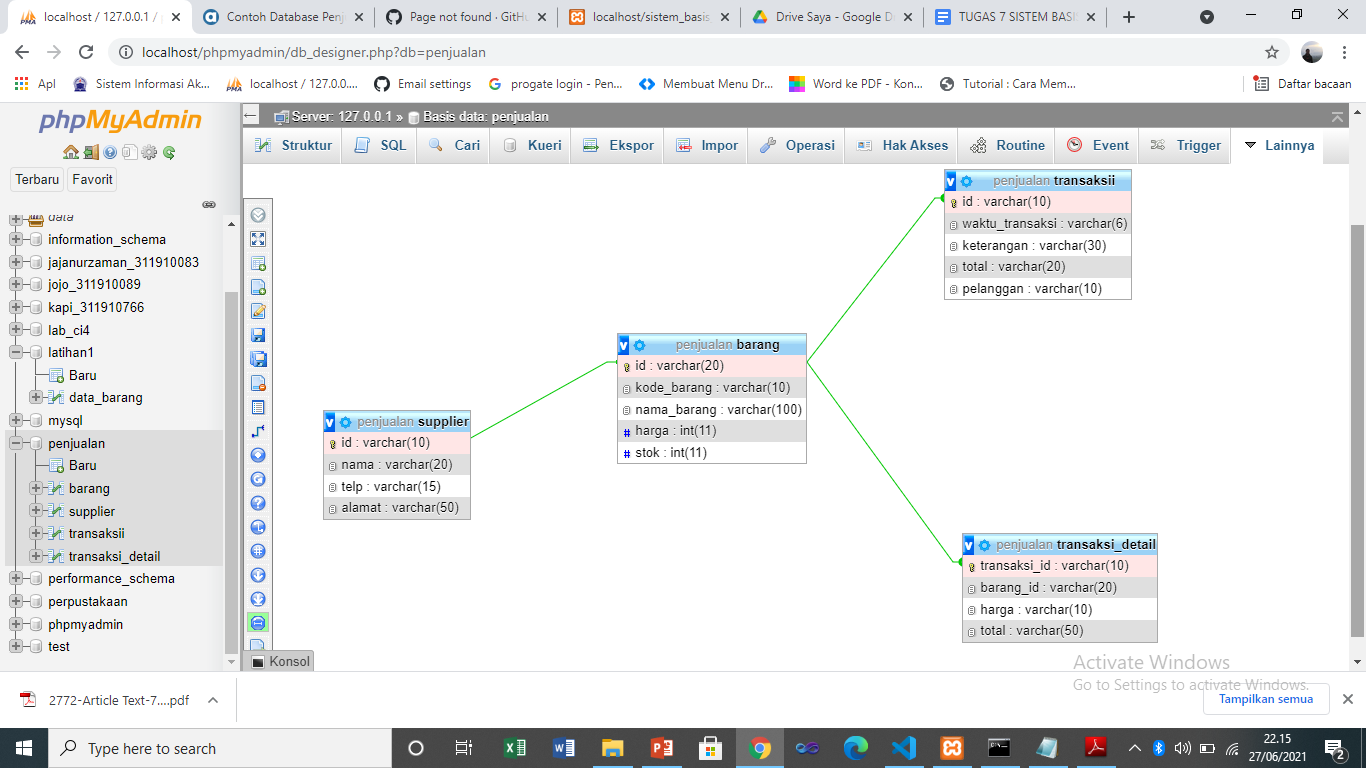 localhost / 127.0.0.1 / p
Contoh Database Penj
Page not found · GitHu
localhost/sistem_basis
Drive Saya - Google D
TUGAS 7 SISTEM BASI
localhost/phpmyadmin/db_designer.php?db=penjualan
Apl
Sistem Informasi Ak...
localhost / 127.0.0....
Email settings
progate login - Pen...
Membuat Menu Dr...
Word ke PDF - Kon...
Tutorial : Cara Mem...
Daftar bacaan
phpMyAdmin
Terbaru
Favorit
data
information_schema
jajanurzaman_311910083
jojo_311910089
kapi_311910766
lab_ci4
latihan1
Baru
data_barang
mysql
penjualan
Baru
barang
supplier
transaksii
transaksi_detail
performance_schema
perpustakaan
phpmyadmin
test
Server: 127.0.0.1 » Basis data: penjualan
Struktur
SQL
Cari
Kueri
Ekspor
Impor
Operasi
Hak Akses
Routine
Event
Trigger
Lainnya
v penjualan transaksii
id : varchar(10)
waktu_transaksi : varchar(6)
keterangan : varchar(30)
total : varchar(20)
pelanggan : varchar(10)
v penjualan barang
id : varchar(20)
kode_barang : varchar(10)
nama_barang : varchar(100)
# harga : int(11)
# stok : int(11)
v penjualan supplier
id : varchar(10)
nama : varchar(20)
telp : varchar(15)
alamat : varchar(50)
v penjualan transaksi_detail
transaksi_id : varchar(10)
barang_id : varchar(20)
harga : varchar(10)
total : varchar(50)
Konsol
Activate Windows
Go to Settings to activate Windows.
2772-Article Text-7....pdf
Tampilkan semua
Type here to search
22.15
27/06/2021
2